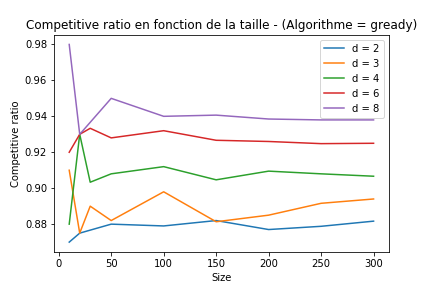 Competitive ratio en fonction de la taille - (Algorithme = gready)
0.98
0.96
0.94
0.92
0.90
0.88
Competitive ratio
d = 2
d = 3
d = 4
d = 6
d = 8
0 50 100 150 200 250 300
Size